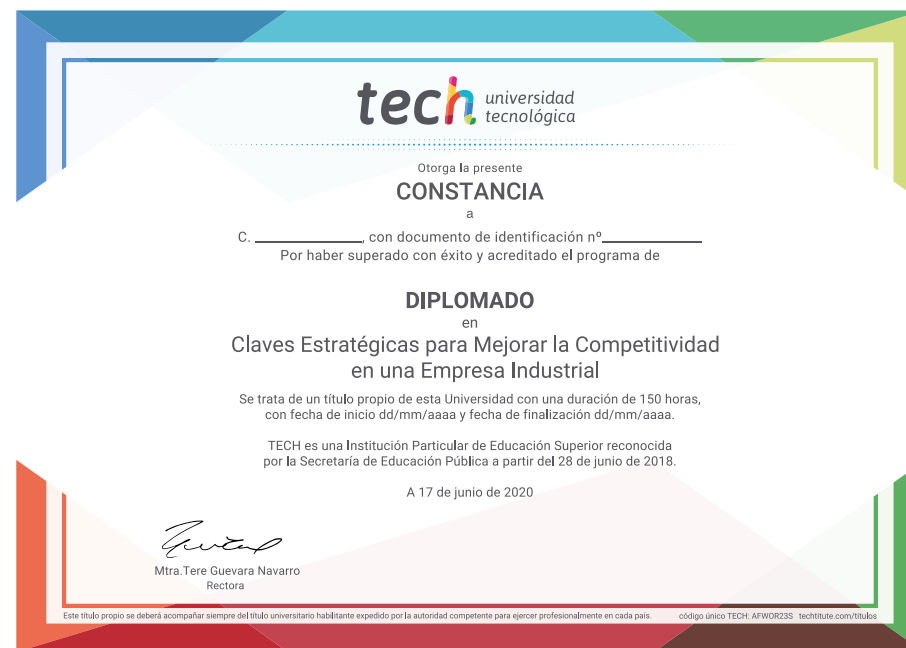 tech universidad
tecnológica
Otorga la presente
CONSTANCIA
a
C. ____________, con documento de identificación nº____________
Por haber superado con éxito y acreditado el programa de
DIPLOMADO
en
Claves Estratégicas para Mejorar la Competitividad
en una Empresa Industrial
Se trata de un título propio de esta Universidad con una duración de 150 horas,
con fecha de inicio dd/mm/aaaa y fecha de finalización dd/mm/aaaa.
TECH es una Institución Particular de Educación Superior reconocida
por la Secretaría de Educación Pública a partir del 28 de junio de 2018.
A 17 de junio de 2020
Mtra.Tere Guevara Navarro
Rectora
Este título propio se deberá acompañar siempre del título universitario habilitante expedido por la autoridad competente para ejercer profesionalmente en cada país. código único TECH: AFWOR23S techtitute.com/titulos